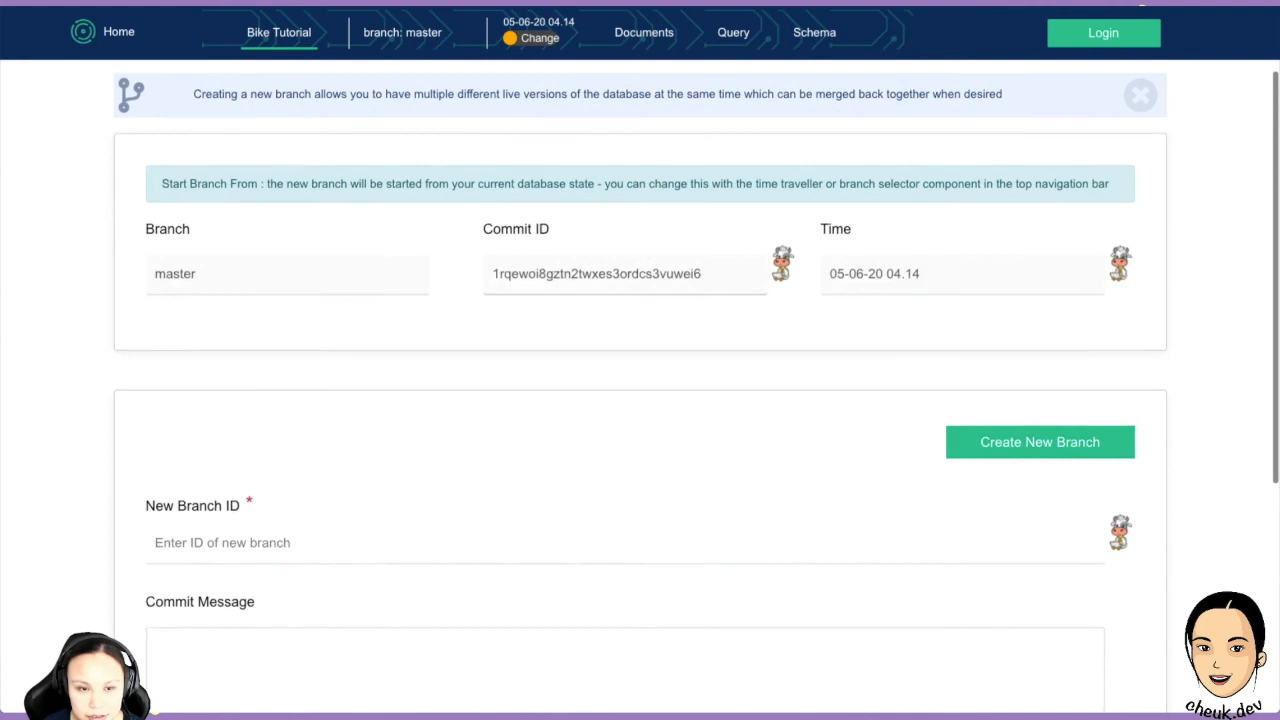 Home
Bike Tutorial
branch: master
05-06-20 04.14
Change
Documents
Query
Schema
Login
Creating a new branch allows you to have multiple different live versions of the database at the same time which can be merged back together when desired
Start Branch From : the new branch will be started from your current database state - you can change this with the time traveller or branch selector component in the top navigation bar
Branch
Commit ID
Time
master
1rqewoi8gztn2twxes3ordcs3vuwei6
05-06-20 04.14
Create New Branch
New Branch ID *
Enter ID of new branch
Commit Message
cheuk.dev